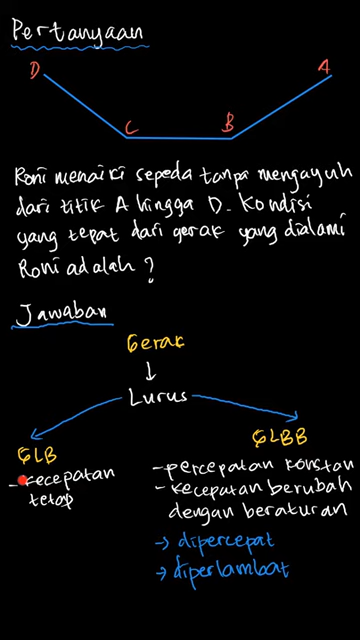 Pertanyaan
D
A
C
B
Roni menaiki sepeda tanpa mengayuh
dari titik A hingga D. Kondisi
yang tepat dari gerak yang dialami
Roni adalah ?
Jawaban
Gerak
Lurus
GLB
- kecepatan
tetap
GLBB
- percepatan konstan
- kecepatan berubah
dengan beraturan
→ dipercepat
→ diperlambat